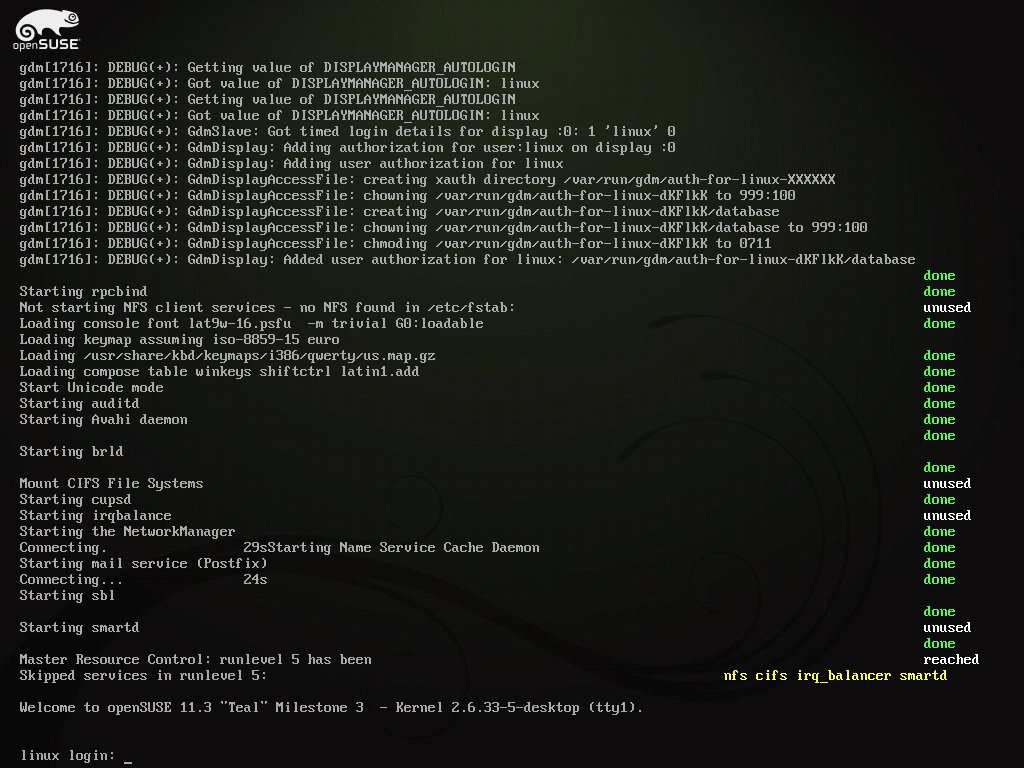 openSUSE
gdm[1716]: DEBUG(+): Getting value of DISPLAYMANAGER_AUTOLOGIN
gdm[1716]: DEBUG(+): Got value of DISPLAYMANAGER_AUTOLOGIN: linux
gdm[1716]: DEBUG(+): Getting value of DISPLAYMANAGER_AUTOLOGIN
gdm[1716]: DEBUG(+): Got value of DISPLAYMANAGER_AUTOLOGIN: linux
gdm[1716]: DEBUG(+): GdmSlave: Got timed login details for display :0: 1 'linux' 0
gdm[1716]: DEBUG(+): GdmDisplay: Adding authorization for user:linux on display :0
gdm[1716]: DEBUG(+): GdmDisplay: Adding user authorization for linux
gdm[1716]: DEBUG(+): GdmDisplayAccessFile: creating xauth directory /var/run/gdm/auth-for-linux-XXXXXX
gdm[1716]: DEBUG(+): GdmDisplayAccessFile: chowning /var/run/gdm/auth-for-linux-dKFlkK to 999:100
gdm[1716]: DEBUG(+): GdmDisplayAccessFile: creating /var/run/gdm/auth-for-linux-dKFlkK/database
gdm[1716]: DEBUG(+): GdmDisplayAccessFile: chowning /var/run/gdm/auth-for-linux-dKFlkK/database to 999:100
gdm[1716]: DEBUG(+): GdmDisplayAccessFile: chmoding /var/run/gdm/auth-for-linux-dKFlkK to 0711
gdm[1716]: DEBUG(+): GdmDisplay: Added user authorization for linux: /var/run/gdm/auth-for-linux-dKFlkK/database
done
Starting rpcbind done
Not starting NFS client services - no NFS found in /etc/fstab: unused
Loading console font lat9w-16.psfu  -m trivial G0:loadable done
Loading keymap assuming iso-8859-15 euro
Loading /usr/share/kbd/keymaps/i386/qwerty/us.map.gz done
Loading compose table winkeys shiftctrl latin1.add done
Start Unicode mode done
Starting auditd done
Starting Avahi daemon done
done
Starting brld
done
Mount CIFS File Systems unused
Starting cupsd done
Starting irqbalance unused
Starting the NetworkManager done
Connecting. 29sStarting Name Service Cache Daemon done
Starting mail service (Postfix) done
Connecting... 24s done
Starting sbl
done
Starting smartd unused
done
Master Resource Control: runlevel 5 has been reached
Skipped services in runlevel 5: nfs cifs irq_balancer smartd
Welcome to openSUSE 11.3 "Teal" Milestone 3  - Kernel 2.6.33-5-desktop (tty1).
linux login: _